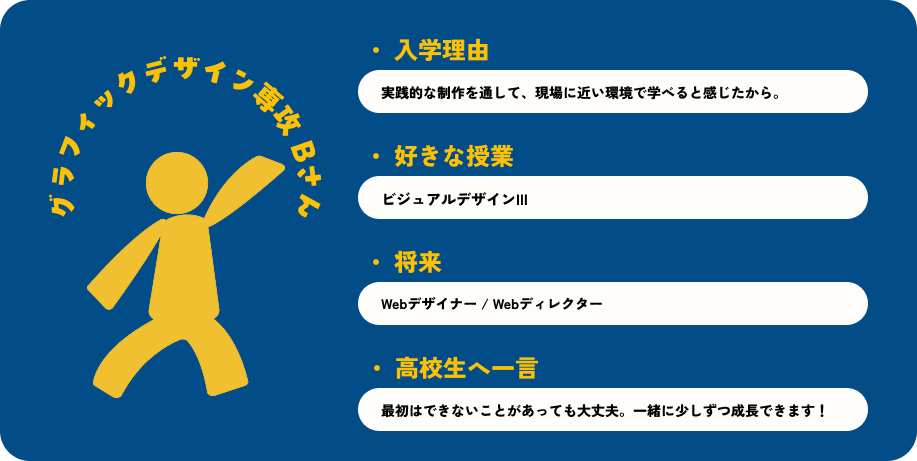 グラフィックデザイン専攻 Bさん
・ 入学理由
実践的な制作を通して、現場に近い環境で学べると感じたから。
・ 好きな授業
ビジュアルデザインIII
・ 将来
Webデザイナー / Webディレクター
・ 高校生へ一言
最初はできないことがあっても大丈夫。一緒に少しずつ成長できます！